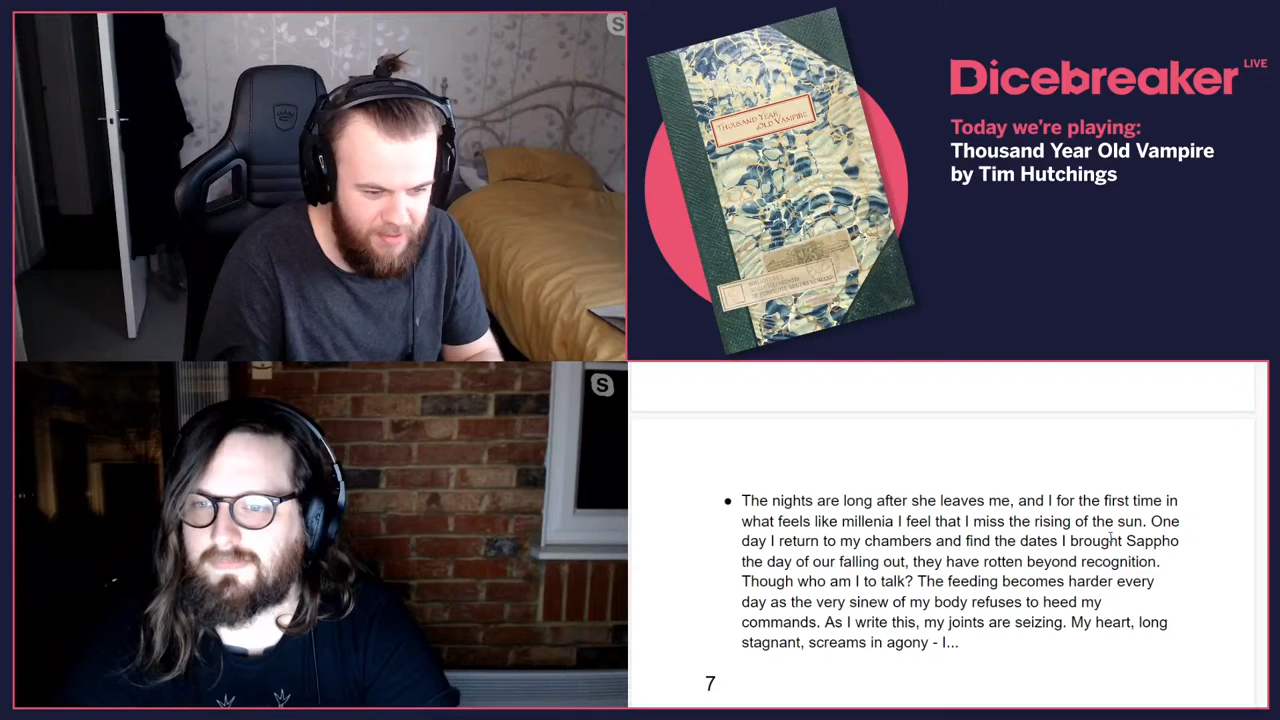 Dicebreaker LIVE
Today we're playing:
Thousand Year Old Vampire
by Tim Hutchings
THOUSAND YEAR
OLD VAMPIRE
S
S
● The nights are long after she leaves me, and I for the first time in
what feels like millenia I feel that I miss the rising of the sun. One
day I return to my chambers and find the dates I brought Sappho
the day of our falling out, they have rotten beyond recognition.
Though who am I to talk? The feeding becomes harder every
day as the very sinew of my body refuses to heed my
commands. As I write this, my joints are seizing. My heart, long
stagnant, screams in agony - I...
7